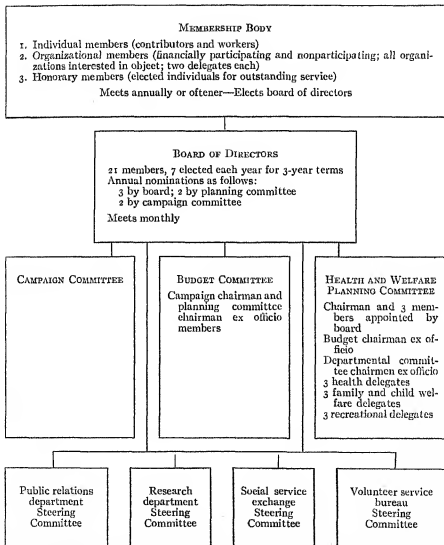 MEMBERSHIP BODY
1. Individual members (contributors and workers)
2. Organizational members (financially participating and nonparticipating; all organi-
zations interested in object; two delegates each)
3. Honorary members (elected individuals for outstanding service)
Meets annually or oftener—Elects board of directors
BOARD OF DIRECTORS
21 members, 7 elected each year for 3-year terms
Annual nominations as follows:
3 by board; 2 by planning committee
2 by campaign committee
Meets monthly
CAMPAIGN COMMITTEE
BUDGET COMMITTEE
Campaign chairman and
planning committee
chairman ex officio
members
HEALTH AND WELFARE
PLANNING COMMITTEE
Chairman and 3 mem-
bers appointed by
board
Budget chairman ex of-
ficio
Departmental commit-
tee chairmen ex officio
3 health delegates
3 family and child wel-
fare delegates
3 recreational delegates
Public relations
department
Steering
Committee
Research
department
Steering
Committee
Social service
exchange
Steering
Committee
Volunteer service
bureau
Steering
Committee